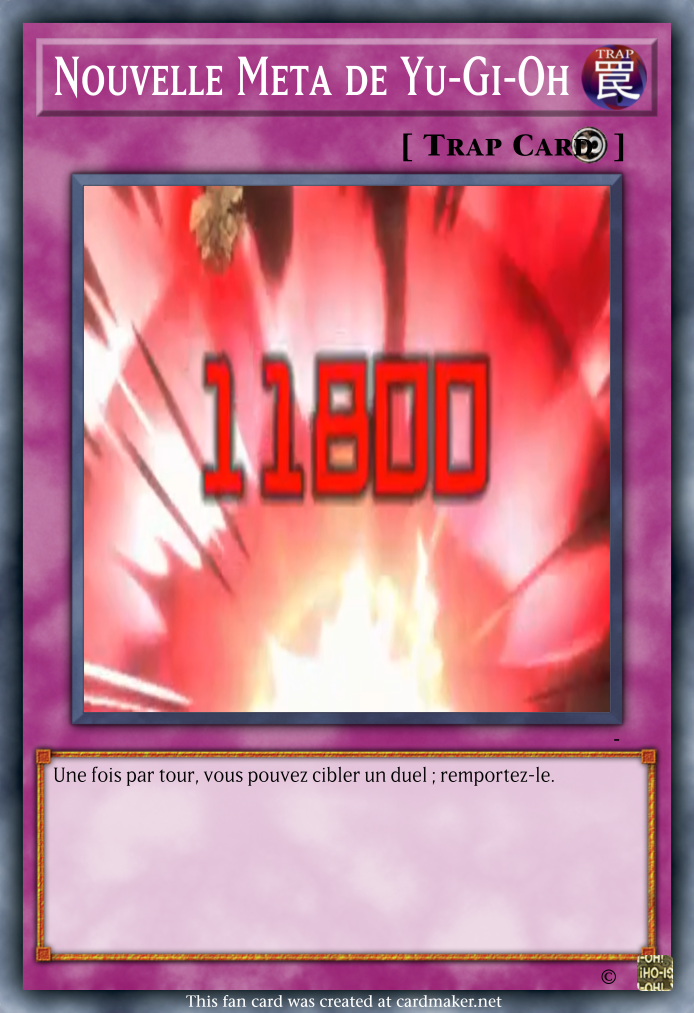 Nouvelle Meta de Yu-Gi-Oh
TRAP
罠
[ Trap Card ]
11800
-
Une fois par tour, vous pouvez cibler un duel ; remportez-le.
©
This fan card was created at cardmaker.net